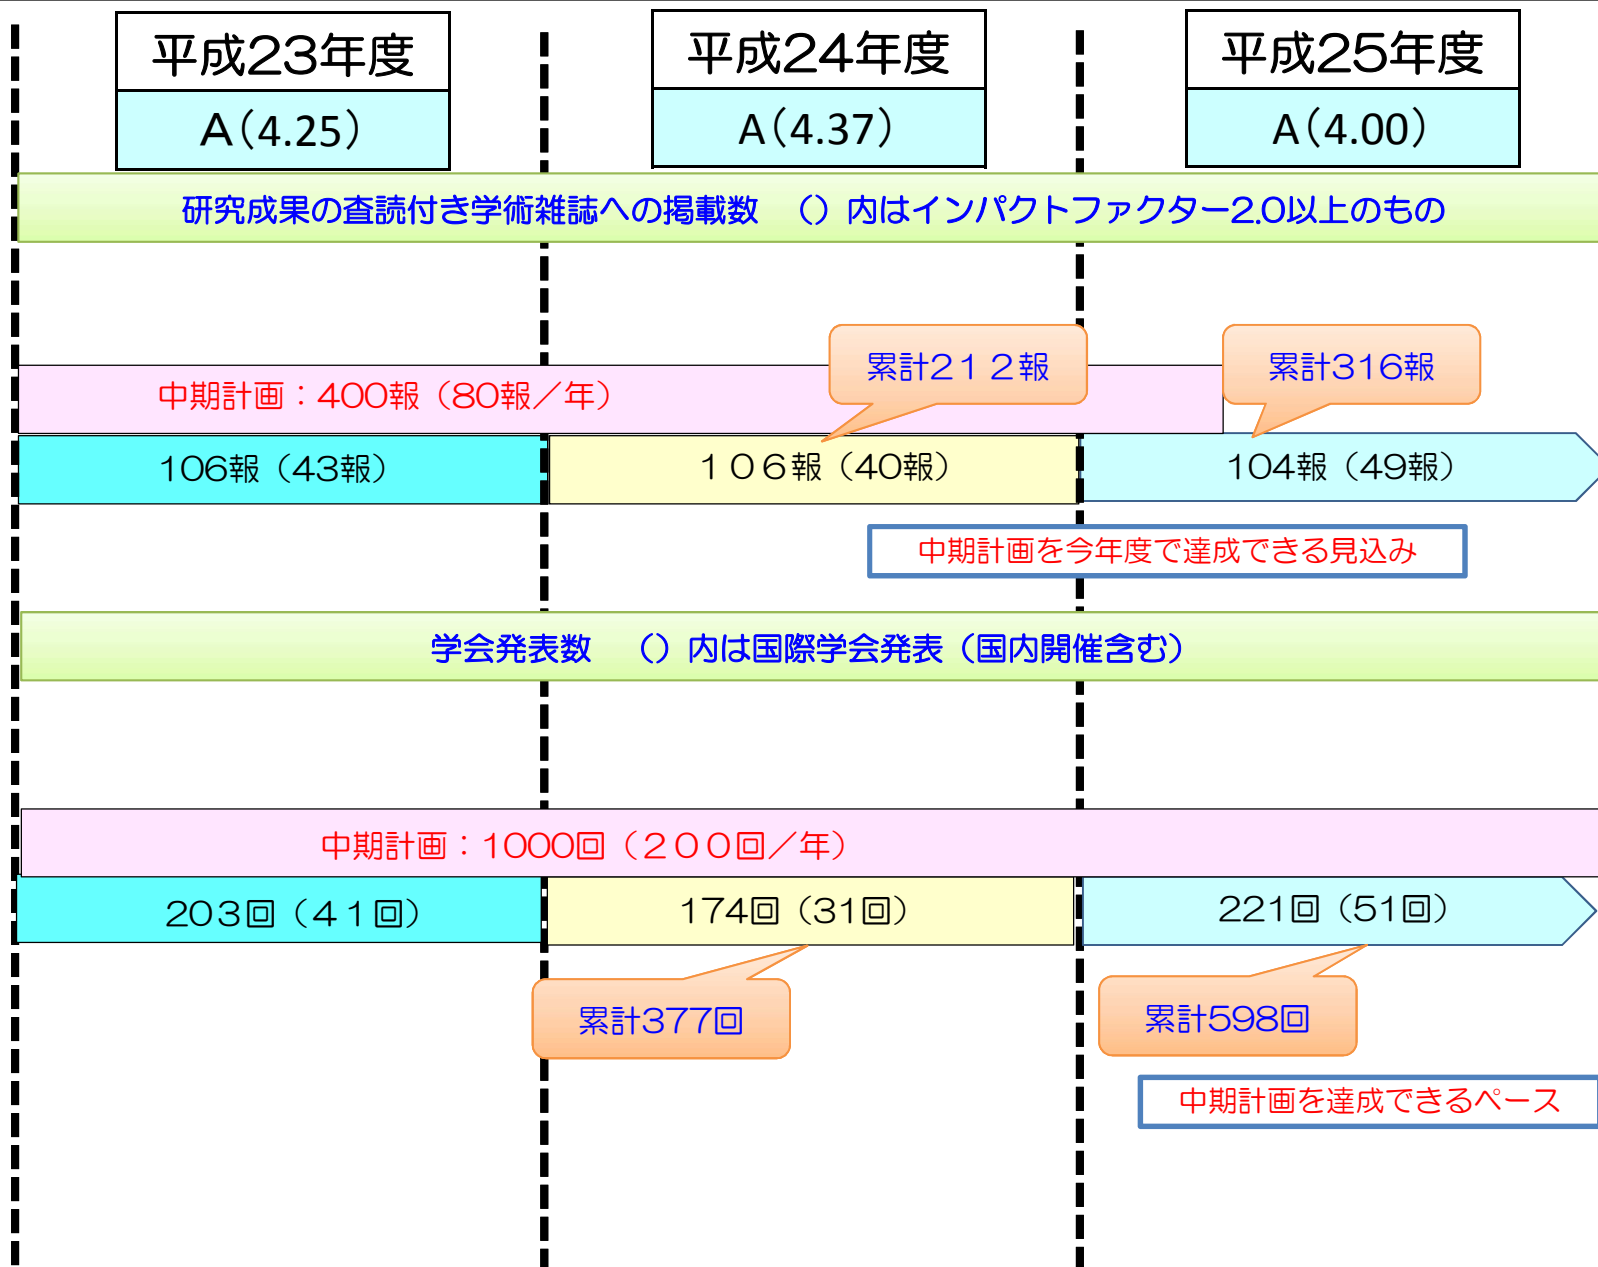 平成23年度
A(4.25)
平成24年度
A(4.37)
平成25年度
A(4.00)
研究成果の査読付き学術雑誌への掲載数　（）内はインパクトファクター2.0以上のもの
累計21２報
累計316報
中期計画：400報（80報／年）
106報（43報）
１０６報（40報）
104報（49報）
中期計画を今年度で達成できる見込み
学会発表数　（）内は国際学会発表（国内開催含む）
中期計画：1000回（２００回／年）
203回（４１回）
174回（31回）
221回（51回）
累計377回
累計598回
中期計画を達成できるペース